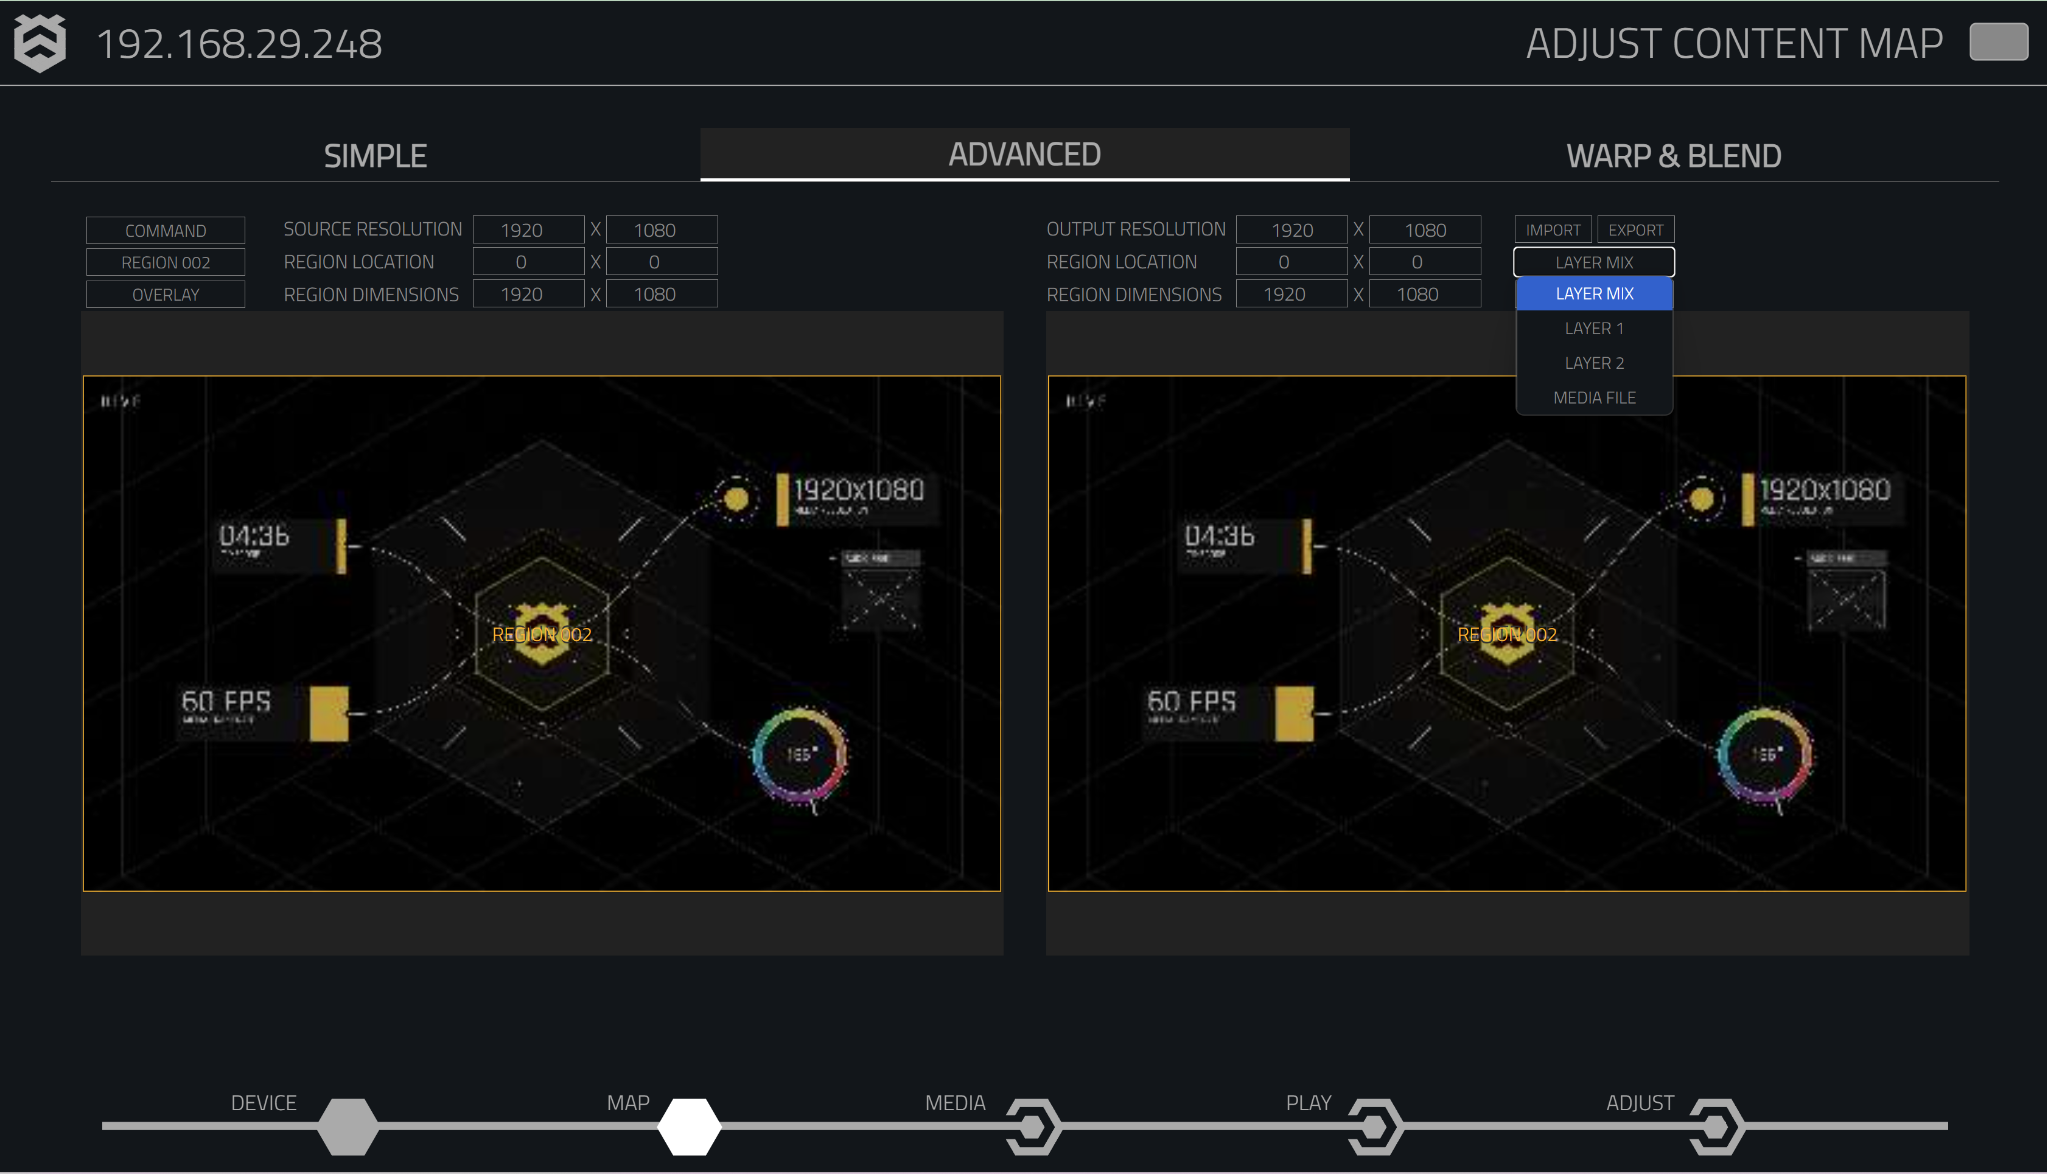 192.168.29.248
ADJUST CONTENT MAP
SIMPLE
ADVANCED
WARP & BLEND
COMMAND
REGION 002
OVERLAY
SOURCE RESOLUTION 1920 X 1080
REGION LOCATION 0 X 0
REGION DIMENSIONS 1920 X 1080
OUTPUT RESOLUTION 1920 X 1080
REGION LOCATION 0 X 0
REGION DIMENSIONS 1920 X 1080
IMPORT
EXPORT
LAYER MIX
LAYER MIX
LAYER 1
LAYER 2
MEDIA FILE
04:36
1920x1080
REGION 002
60 FPS
04:36
1920x1080
REGION 002
60 FPS
DEVICE
MAP
MEDIA
PLAY
ADJUST